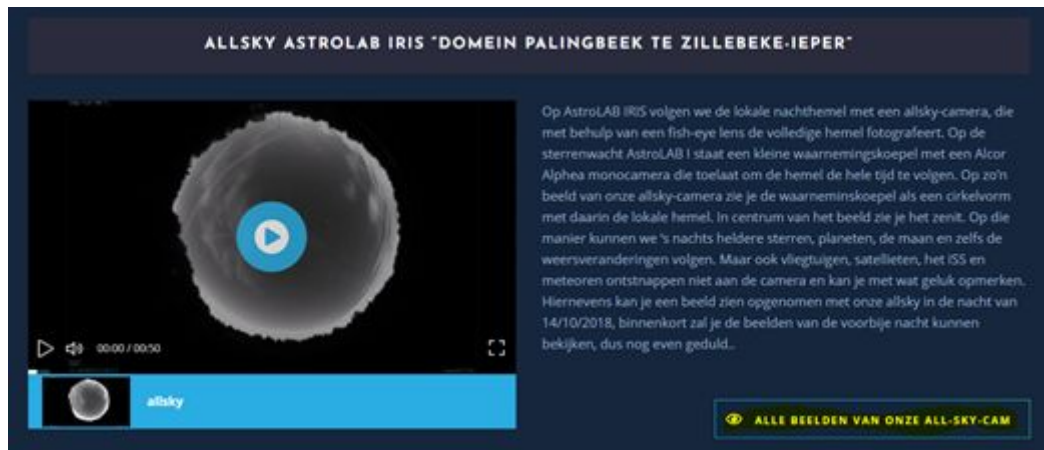 ALLSKY ASTROLAB IRIS "DOMEIN PALINGBEEK TE ZILLEBEKE-IEPER"
Op AstroLAB IRIS volgen we de lokale nachthemel met een allsky-camera, die
met behulp van een fish-eye lens de volledige hemel fotografeert. Op de
sterrenwacht AstroLAB I staat een kleine waarnemingskoepel met een Alcor
Alphea monocamera die toelaat om de hemel de hele tijd te volgen. Op zo'n
beeld van onze allsky-camera zie je de waarneminskoepel als een cirkelvorm
met daarin de lokale hemel. In centrum van het beeld zie je het zenit. Op die
manier kunnen we 's nachts heldere sterren, planeten, de maan en zelfs de
weersveranderingen volgen. Maar ook vliegtuigen, satellieten, het ISS en
meteoren ontstnappen niet aan de camera en kan je met wat geluk opmerken.
Hiernevens kan je een beeld zien opgenomen met onze allsky in de nacht van
14/10/2018, binnenkort zal je de beelden van de voorbije nacht kunnen
bekijken, dus nog even geduld..
00:00 / 00:50
allsky
ALLE BEELDEN VAN ONZE ALL-SKY-CAM